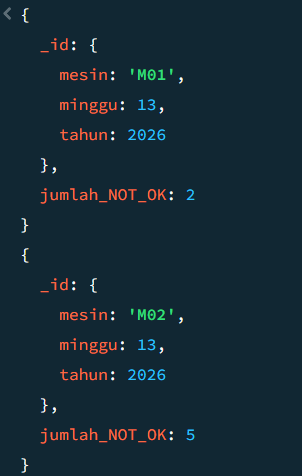 {
  _id: {
    mesin: 'M01',
    minggu: 13,
    tahun: 2026
  },
  jumlah_NOT_OK: 2
}
{
  _id: {
    mesin: 'M02',
    minggu: 13,
    tahun: 2026
  },
  jumlah_NOT_OK: 5
}